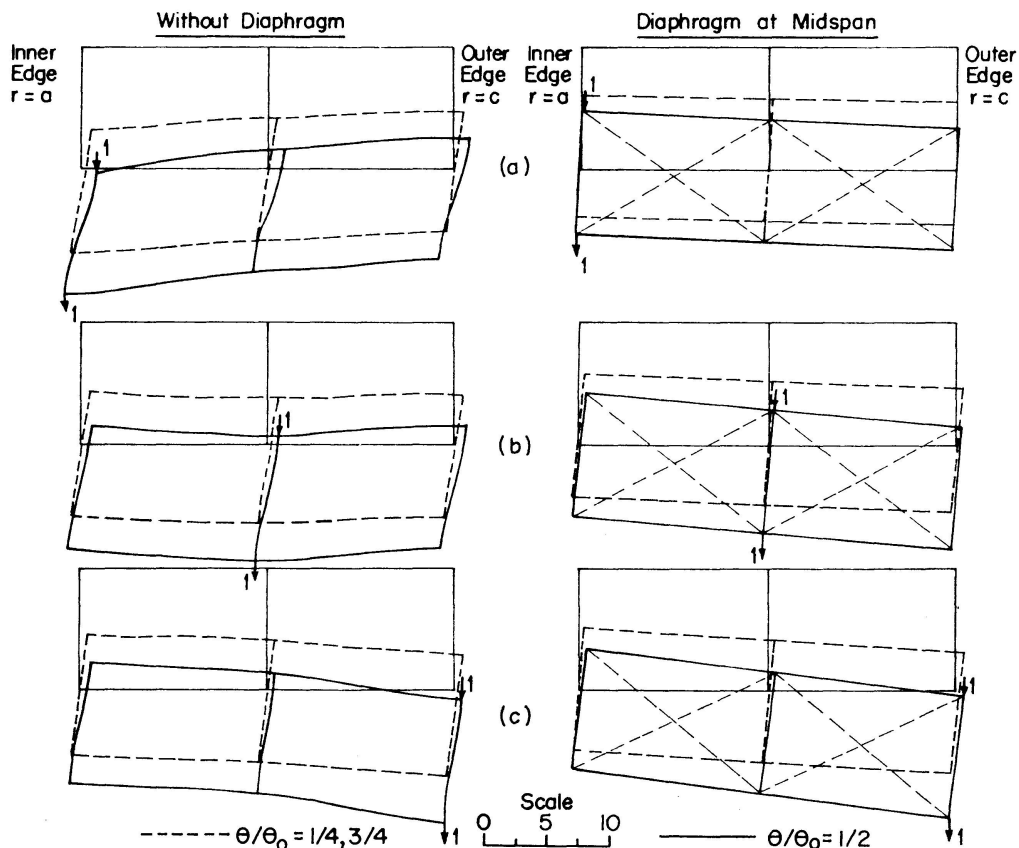 Without Diaphragm
Diaphragm at Midspan
Inner
Edge
r = a
Outer
Edge
r = c
Inner
Edge
r = a
Outer
Edge
r = c
1
1
(a)
1
1
1
1
(b)
1
1
1
1
(c)
1
1
Scale
0 5 10
θ/θ₀ = 1/4, 3/4
θ/θ₀ = 1/2